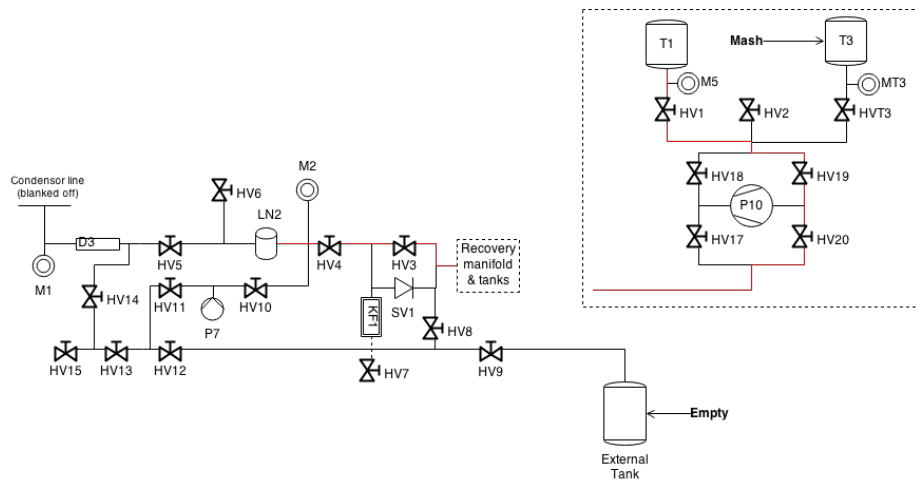 T1
Mash
T3
M5
MT3
HV1
HV2
HVT3
HV18
HV19
P10
HV17
HV20
Condensor line
(blanked off)
M2
HV6
LN2
D3
M1
HV5
HV4
HV3
Recovery
manifold
& tanks
HV14
HV11
HV10
P7
KF1
SV1
HV8
HV15
HV13
HV12
HV7
HV9
Empty
External
Tank